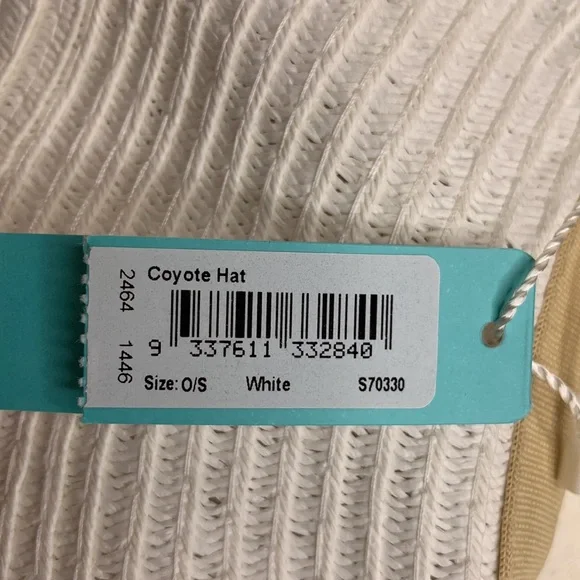 Coyote Hat
9 337611 332840
Size: O/S White S70330
2464 1446